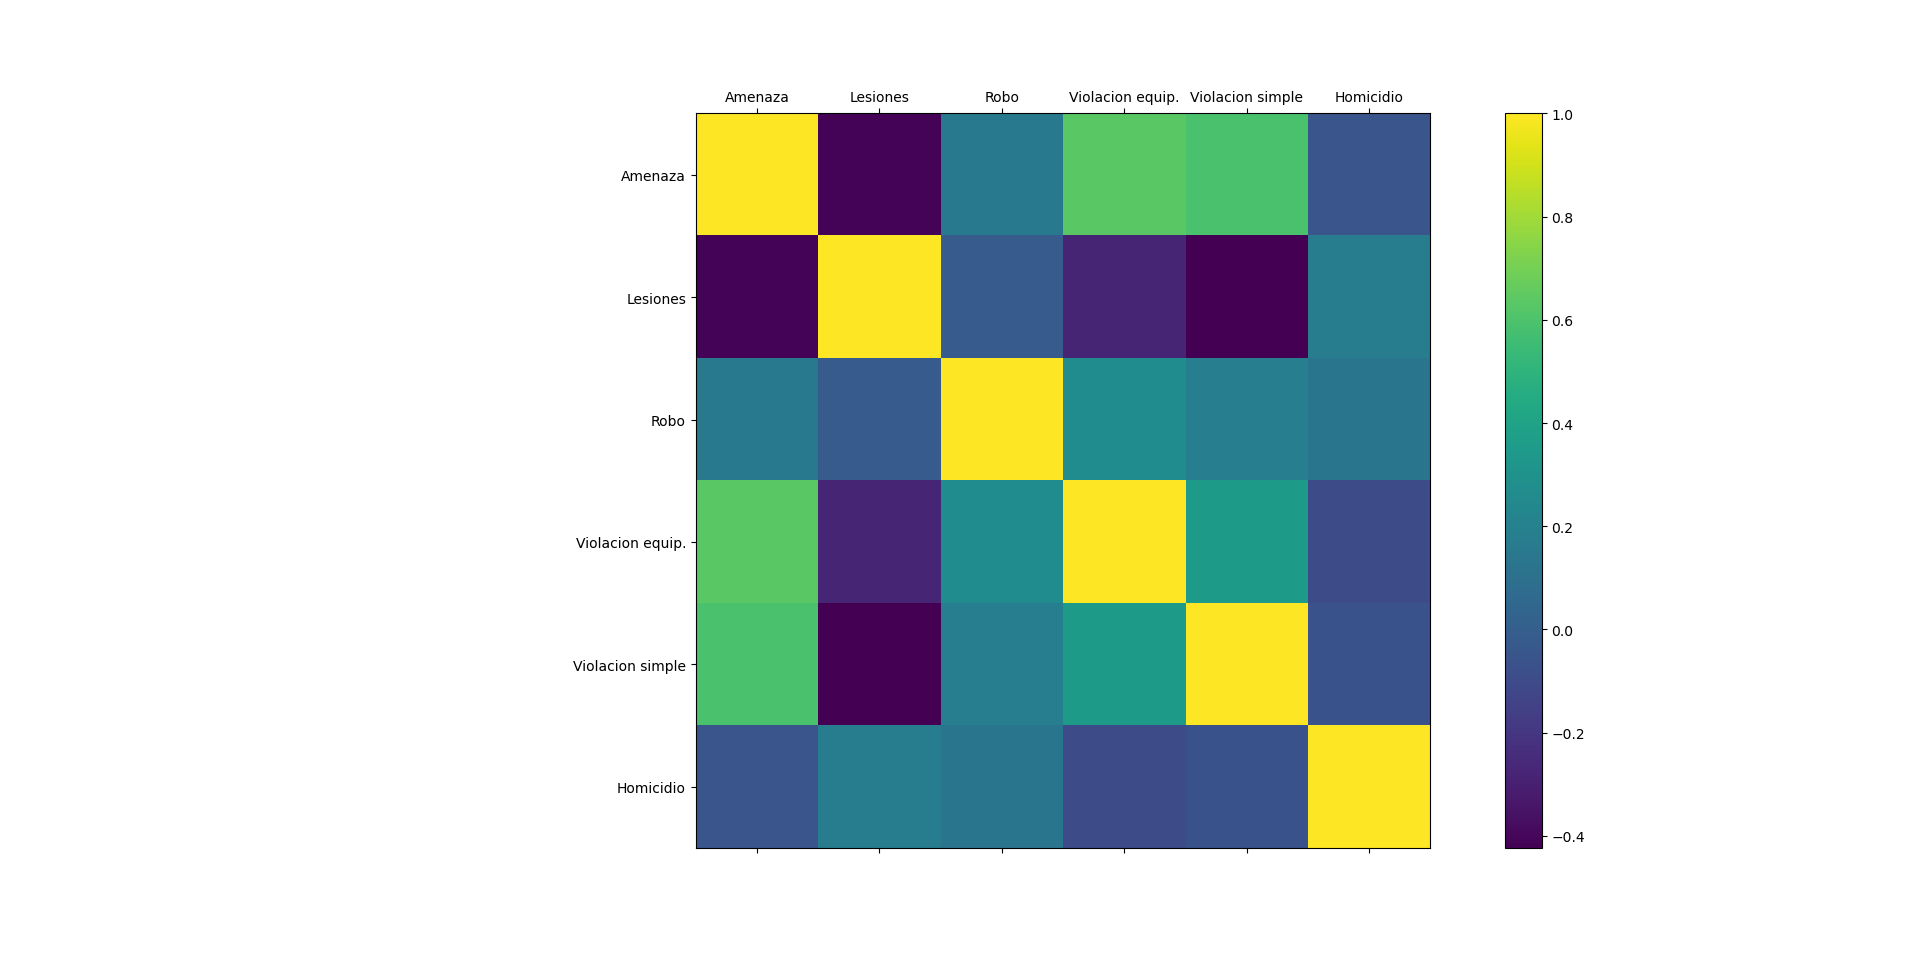 Amenaza Lesiones Robo Violacion equip. Violacion simple Homicidio
Amenaza
Lesiones
Robo
Violacion equip.
Violacion simple
Homicidio
1.0
0.8
0.6
0.4
0.2
0.0
−0.2
−0.4